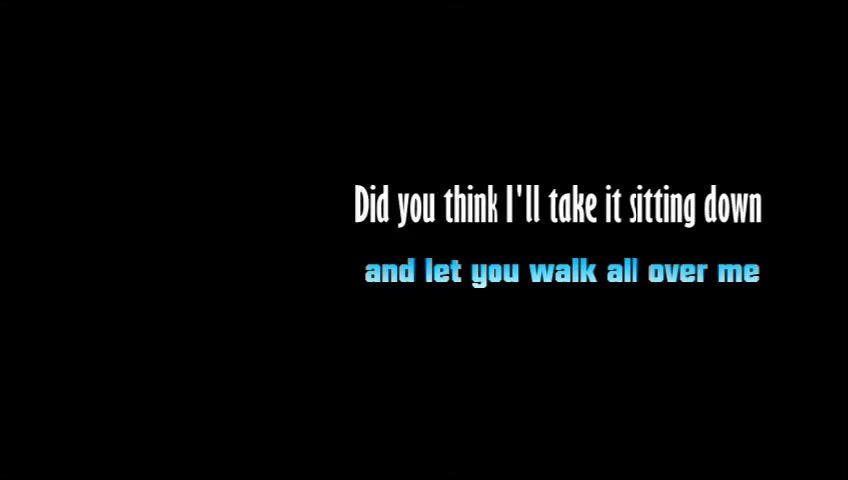 Did you think I'll take it sitting down
and let you walk all over me